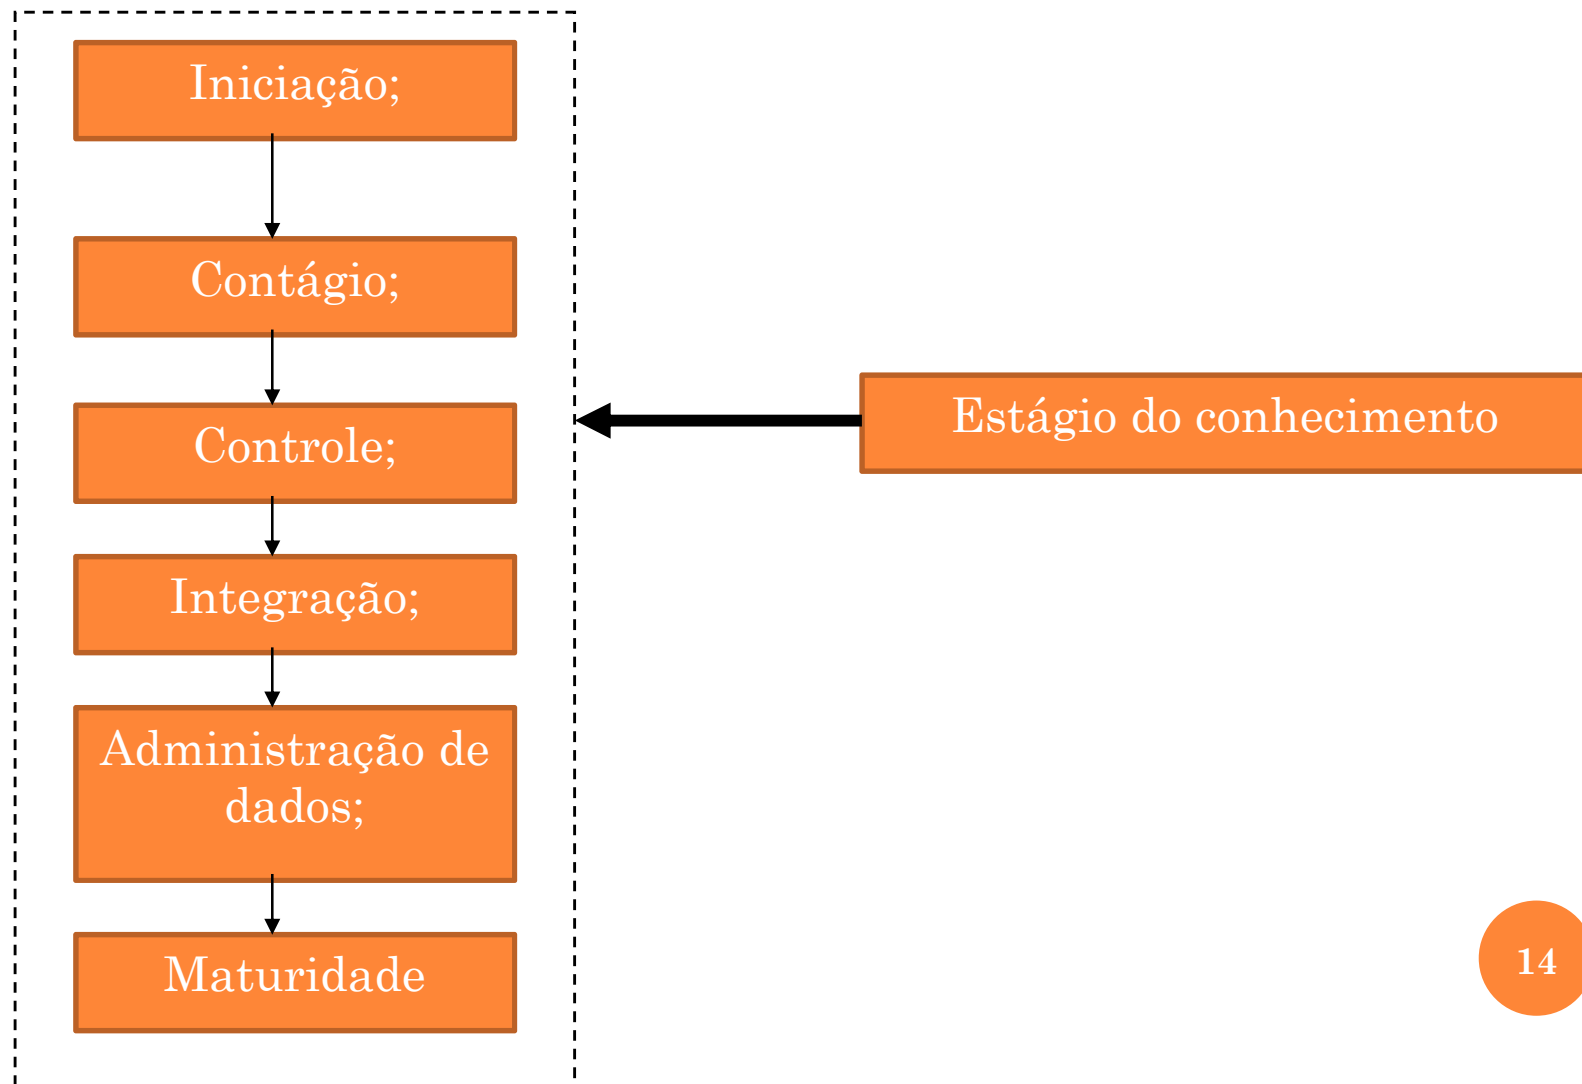 Iniciação;
Contágio;
Controle;
Integração;
Administração de
dados;
Maturidade
Estágio do conhecimento
14